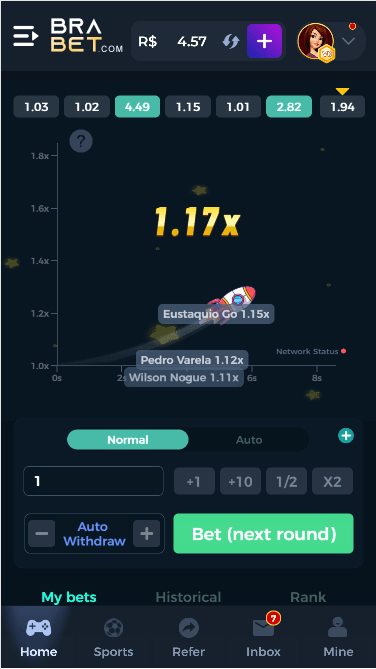 BRA
BET.COM
R$ 4.57
1.03 1.02 4.49 1.15 1.01 2.82 1.94
?
1.8x
1.6x
1.17x
1.4x
1.2x
Eustaquio Go 1.15x
Network Status
Pedro Varela 1.12x
1.0x
Wilson Nogue 1.11x
0s 2s 6s 8s
Normal Auto
1 +1 +10 1/2 X2
Auto
Withdraw
Bet (next round)
My bets Historical Rank
7
Home Sports Refer Inbox Mine